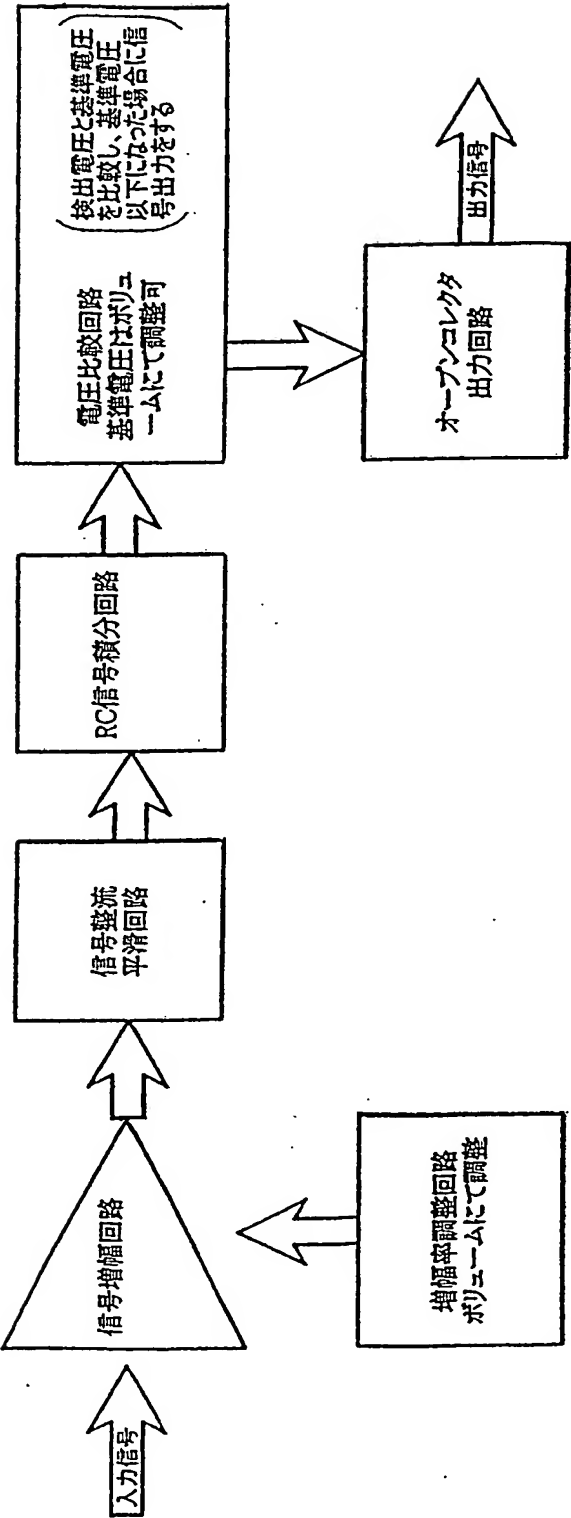 入力信号
信号増幅回路
増幅率調整回路
ボリュームにて調整
信号整流
平滑回路
RC信号積分回路
電圧比較回路
基準電圧はボリュ
ームにて調整可
検出電圧と基準電圧
を比較し、基準電圧
以下になった場合に信
号出力をする
オープンコレクタ
出力回路
出力信号